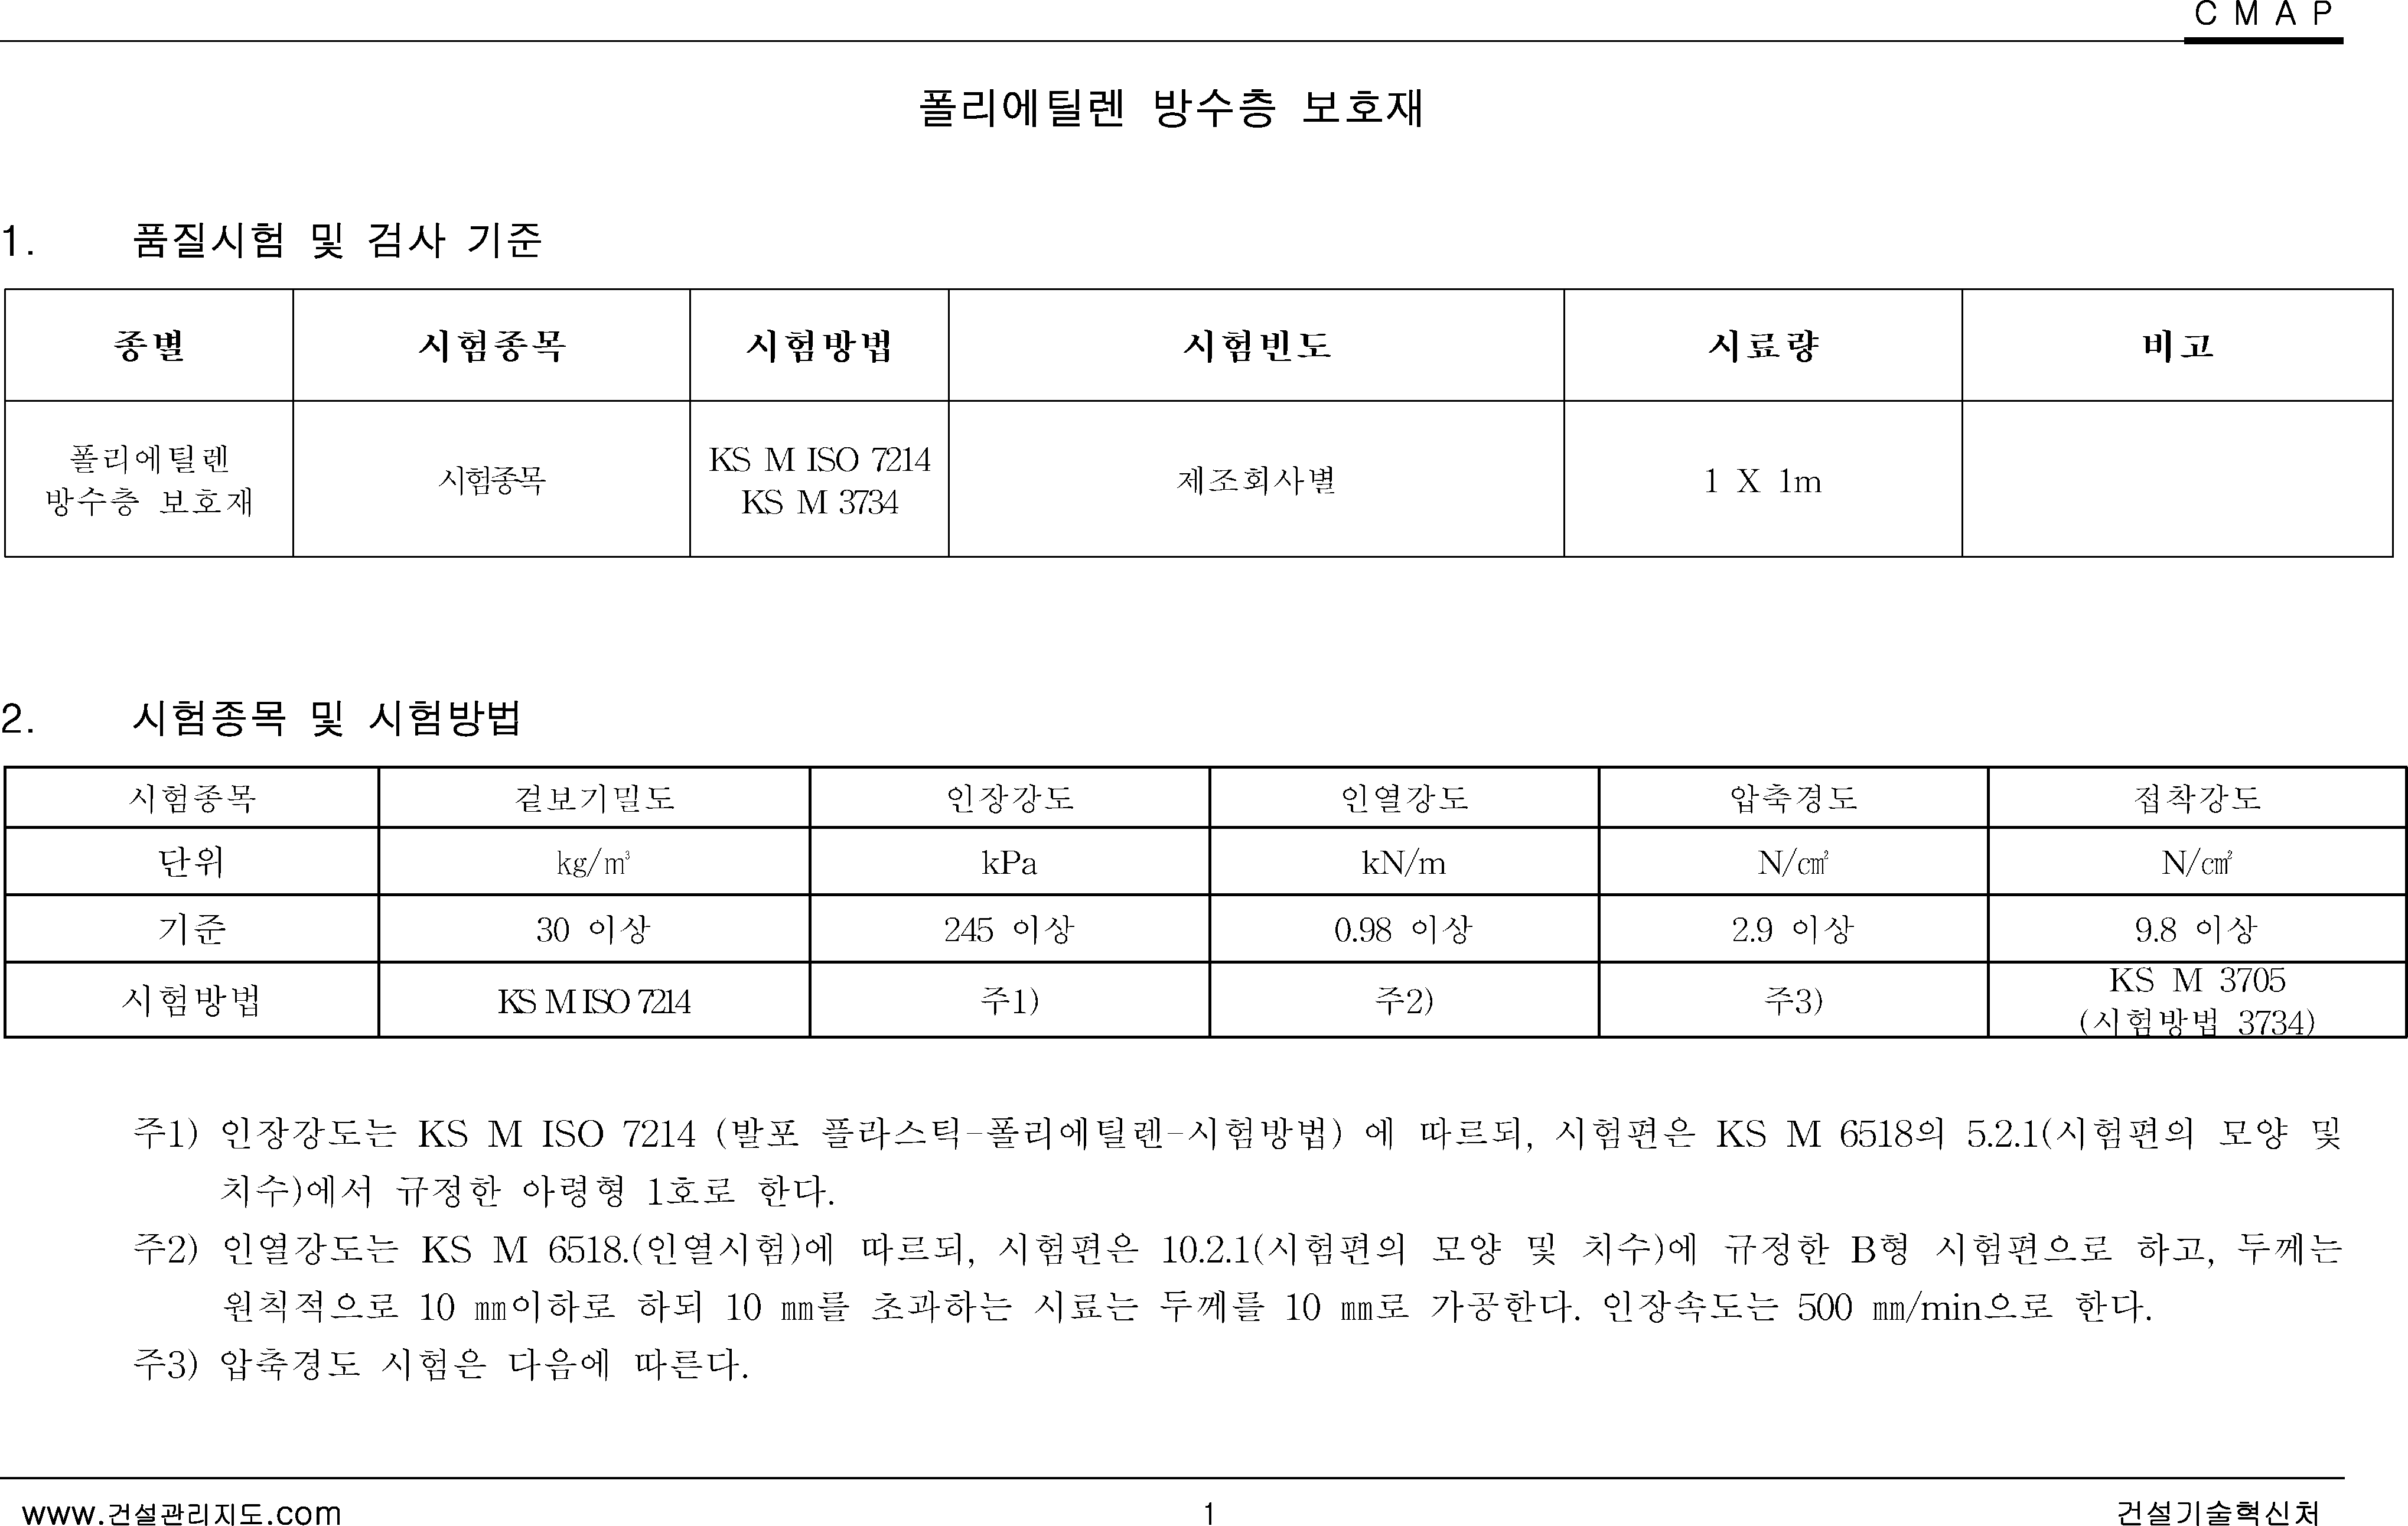 C M A P
폴리에틸렌 방수층 보호재
1. 품질시험 및 검사 기준
종별 시험종목 시험방법 시험빈도 시료량 비고
폴리에틸렌
방수층 보호재
시험종목
KS M ISO 7214
KS M 3734
제조회사별
1 X 1m
2. 시험종목 및 시험방법
시험종목 겉보기밀도 인장강도 인열강도 압축경도 접착강도
단위 kg/㎥ kPa kN/m N/㎠ N/㎠
기준 30 이상 245 이상 0.98 이상 2.9 이상 9.8 이상
시험방법 KS M ISO 7214 주1) 주2) 주3) KS M 3705
(시험방법 3734)
주1) 인장강도는 KS M ISO 7214 (발포 플라스틱-폴리에틸렌-시험방법) 에 따르되, 시험편은 KS M 6518의 5.2.1(시험편의 모양 및
치수)에서 규정한 아령형 1호로 한다.
주2) 인열강도는 KS M 6518.(인열시험)에 따르되, 시험편은 10.2.1(시험편의 모양 및 치수)에 규정한 B형 시험편으로 하고, 두께는
원칙적으로 10 ㎜이하로 하되 10 ㎜를 초과하는 시료는 두께를 10 ㎜로 가공한다. 인장속도는 500 ㎜/min으로 한다.
주3) 압축경도 시험은 다음에 따른다.
www.건설관리지도.com 1 건설기술혁신처